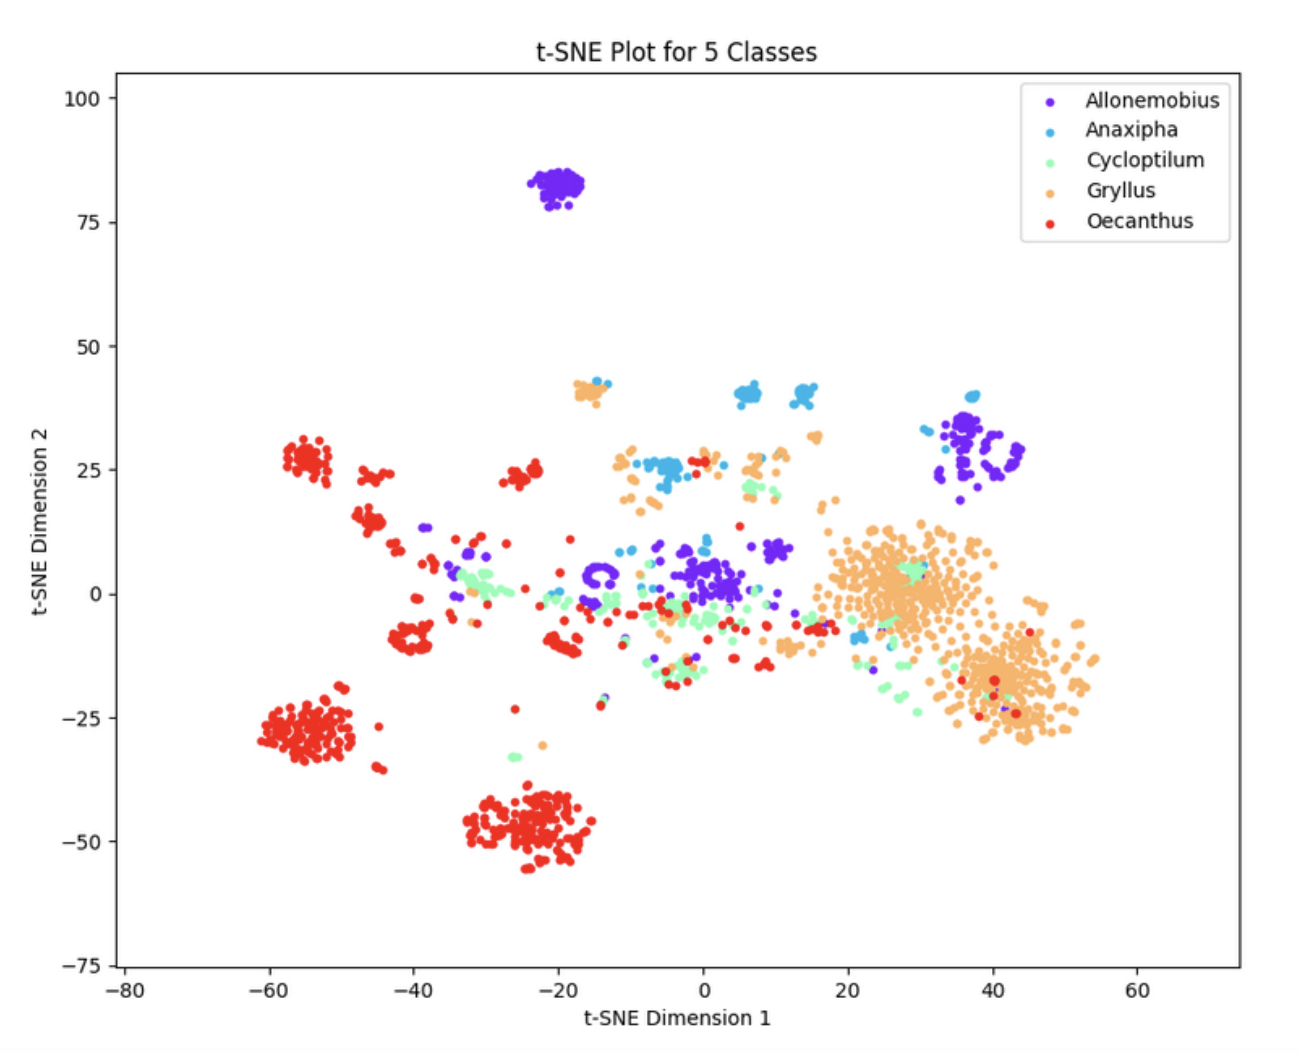 t-SNE Plot for 5 Classes
Allonemobius
Anaxipha
Cycloptilum
Gryllus
Oecanthus
100
75
50
25
0
−25
−50
−75
t-SNE Dimension 2
−80 −60 −40 −20 0 20 40 60
t-SNE Dimension 1